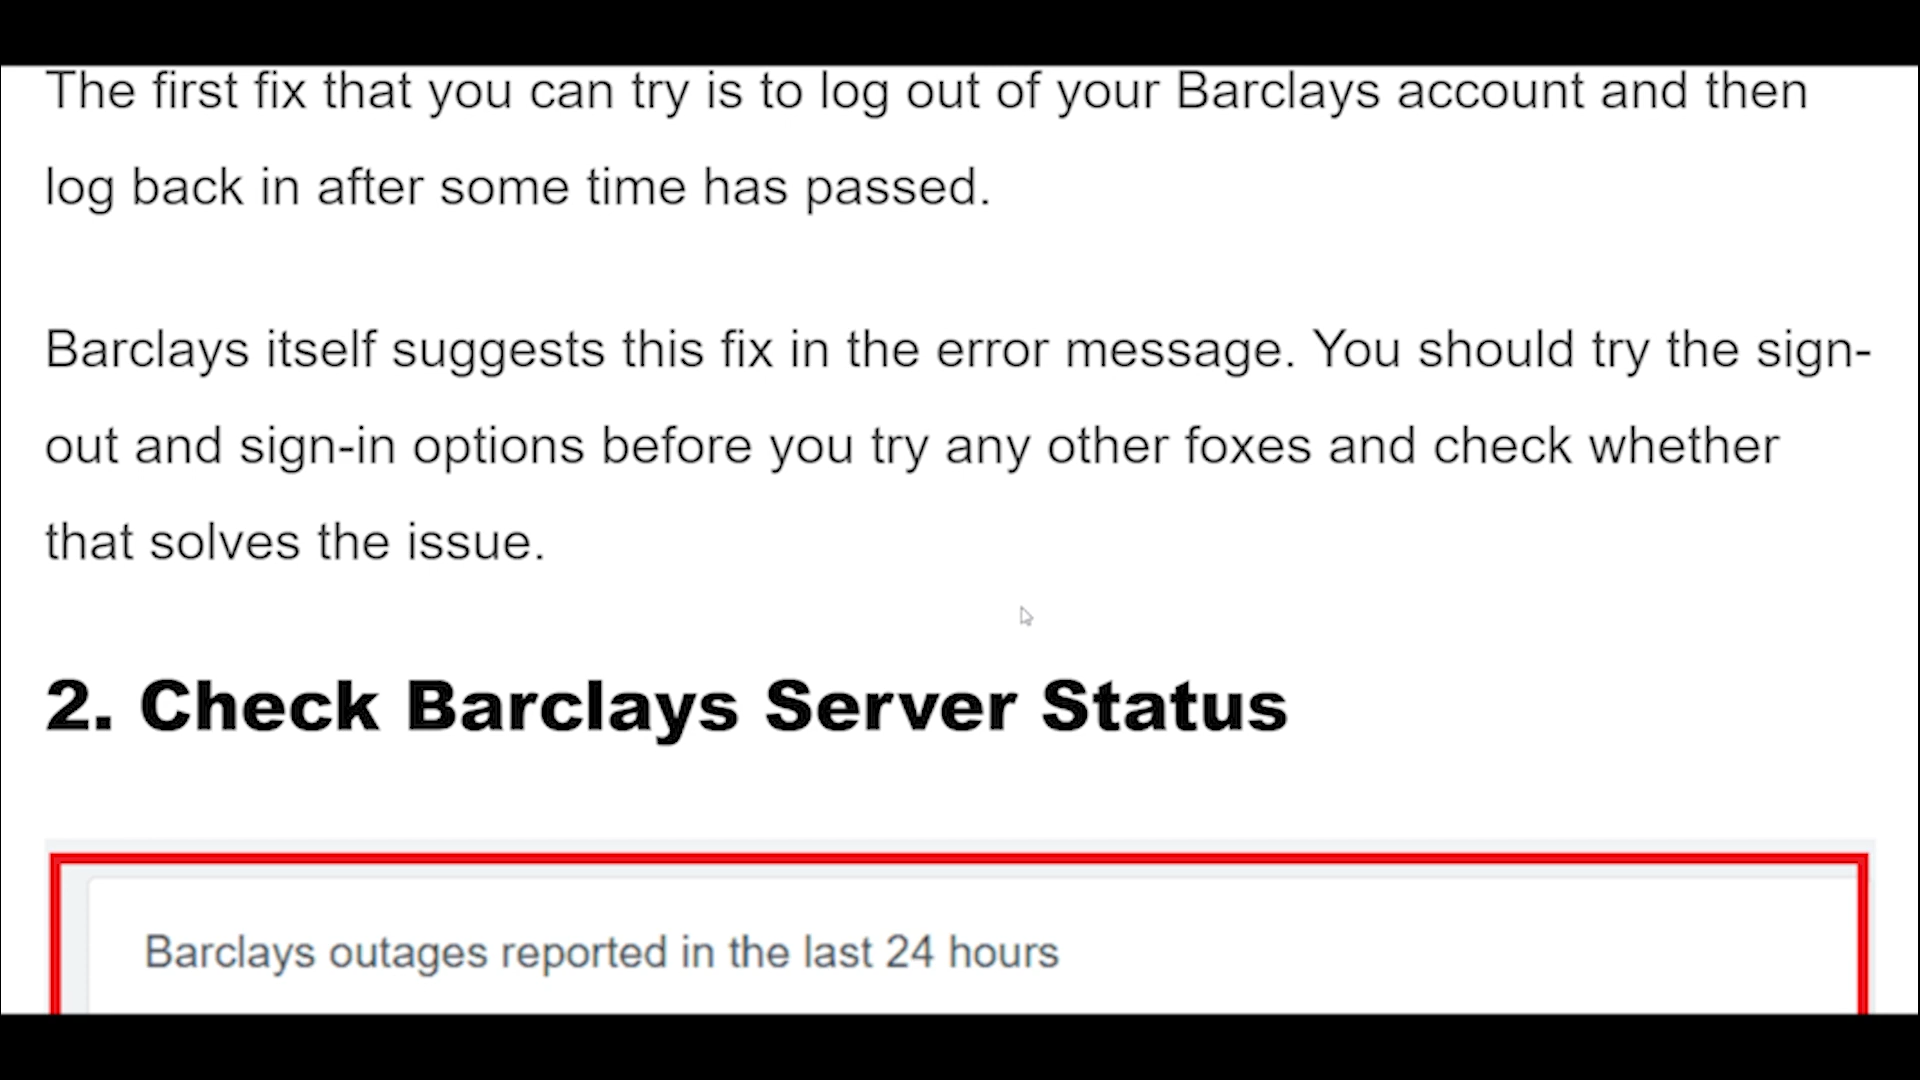 The first fix that you can try is to log out of your Barclays account and then
log back in after some time has passed.
Barclays itself suggests this fix in the error message. You should try the sign-
out and sign-in options before you try any other foxes and check whether
that solves the issue.
2. Check Barclays Server Status
Barclays outages reported in the last 24 hours